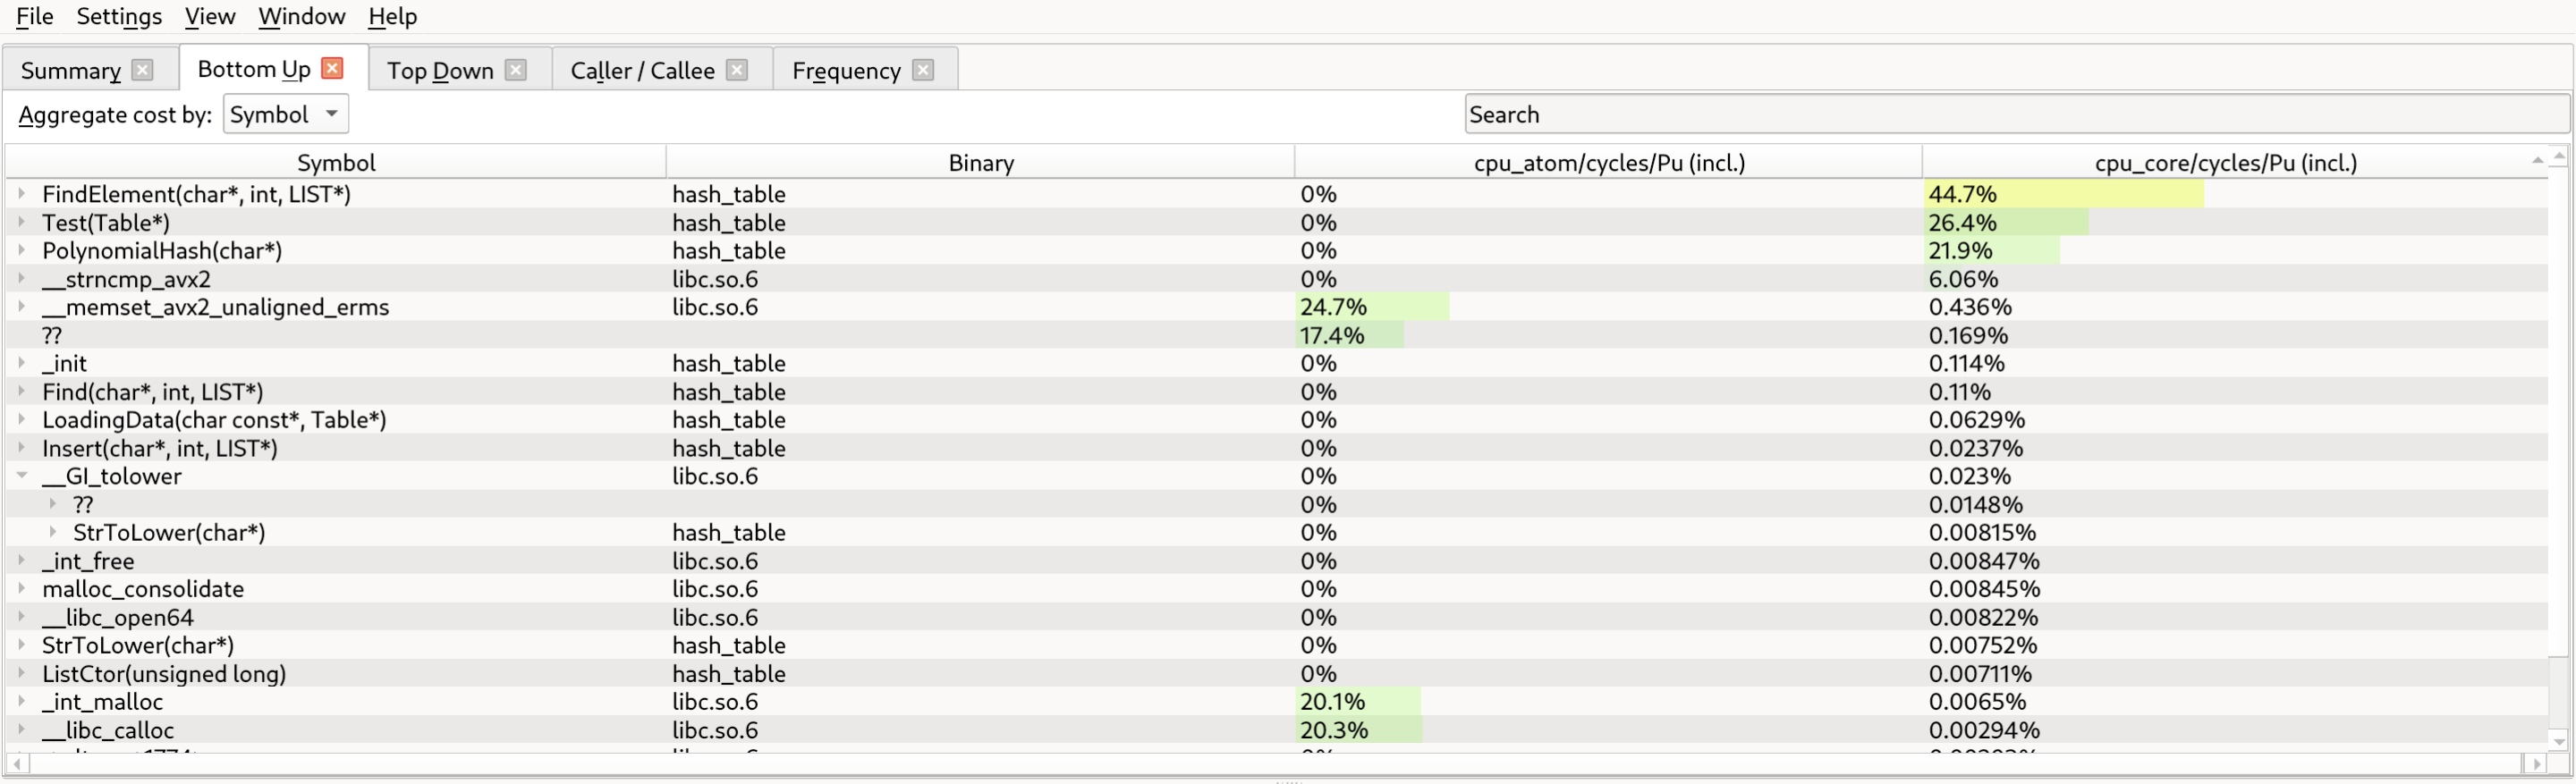 File Settings View Window Help
Summary Bottom Up Top Down Caller / Callee Frequency
Aggregate cost by: Symbol Search
Symbol Binary cpu_atom/cycles/Pu (incl.) cpu_core/cycles/Pu (incl.)
FindElement(char*, int, LIST*) hash_table 0% 44.7%
Test(Table*) hash_table 0% 26.4%
PolynomialHash(char*) hash_table 0% 21.9%
__strncmp_avx2 libc.so.6 0% 6.06%
__memset_avx2_unaligned_erms libc.so.6 24.7% 0.436%
?? 17.4% 0.169%
_init hash_table 0% 0.114%
Find(char*, int, LIST*) hash_table 0% 0.11%
LoadingData(char const*, Table*) hash_table 0% 0.0629%
Insert(char*, int, LIST*) hash_table 0% 0.0237%
__GI_tolower libc.so.6 0% 0.023%
?? 0% 0.0148%
StrToLower(char*) hash_table 0% 0.00815%
_int_free libc.so.6 0% 0.00847%
malloc_consolidate libc.so.6 0% 0.00845%
__libc_open64 libc.so.6 0% 0.00822%
StrToLower(char*) hash_table 0% 0.00752%
ListCtor(unsigned long) hash_table 0% 0.00711%
_int_malloc libc.so.6 20.1% 0.0065%
__libc_calloc libc.so.6 20.3% 0.00294%